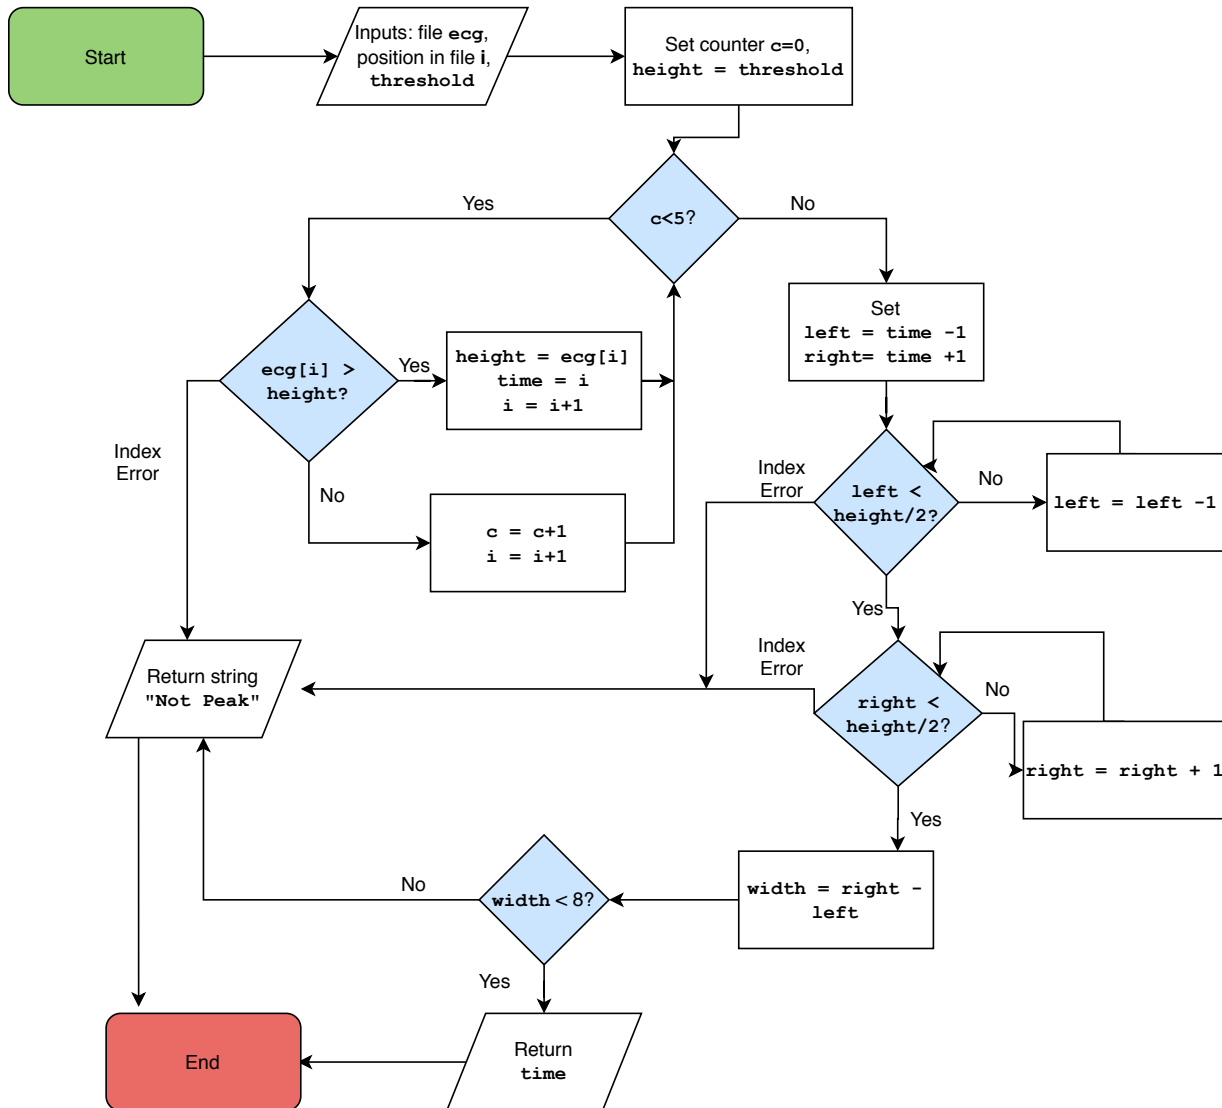 Start
Inputs: file ecg,
position in file i,
threshold
Set counter c=0,
height = threshold
c<5?
Yes
No
ecg[i] >
height?
Yes
height = ecg[i]
time = i
i = i+1
Set
left = time -1
right= time +1
Index
Error
No
c = c+1
i = i+1
Index
Error
left <
height/2?
No
left = left -1
Yes
Index
Error
right <
height/2?
No
right = right + 1
Return string
"Not Peak"
Yes
width = right -
left
width < 8?
No
Yes
Return
time
End